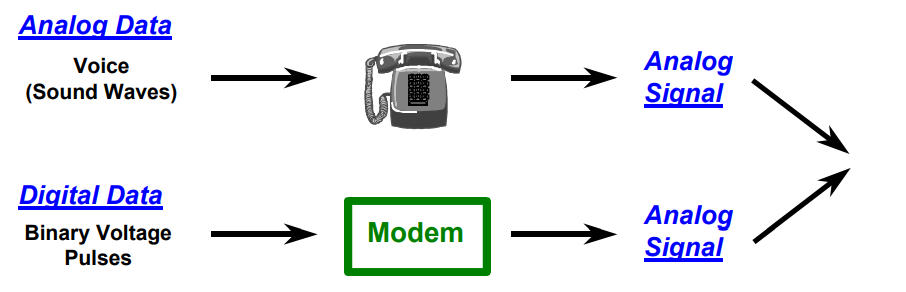 Analog Data
Voice
(Sound Waves)
Analog
Signal
Digital Data
Binary Voltage
Pulses
Modem
Analog
Signal